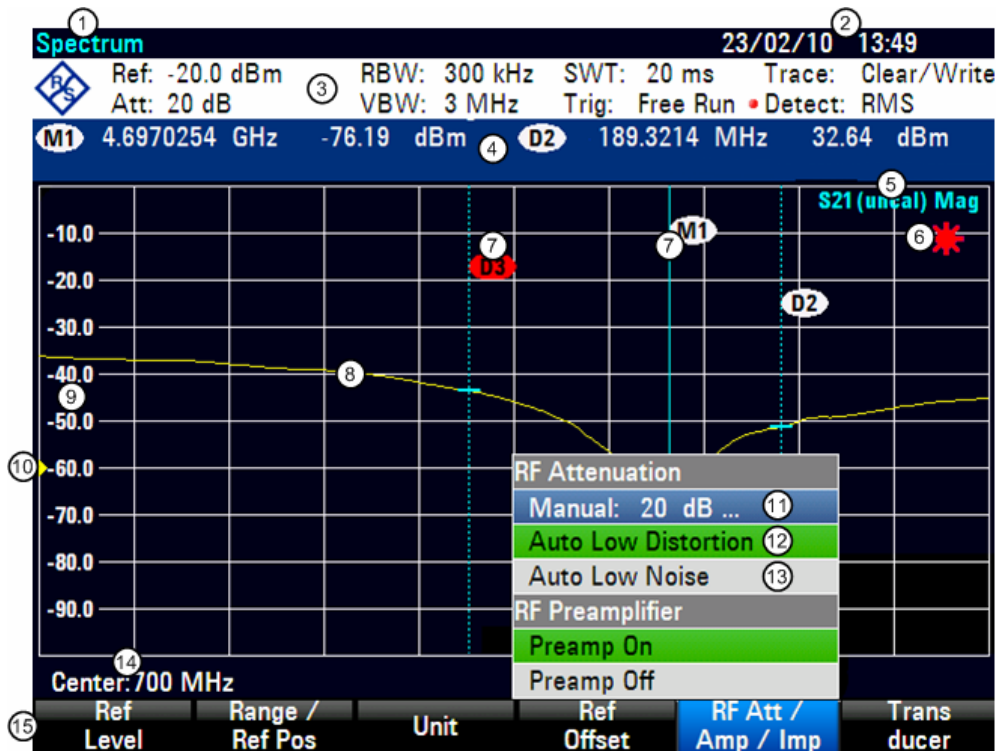 1 2
Spectrum 23/02/10 13:49
R S Ref: -20.0 dBm RBW: 300 kHz SWT: 20 ms Trace: Clear/Write
3
Att: 20 dB VBW: 3 MHz Trig: Free Run Detect: RMS
M1 4.6970254 GHz -76.19 dBm 4 D2 189.3214 MHz 32.64 dBm
5
S21 (uncal) Mag
-10.0 D3 7 7 M1 6
-20.0
D2
-30.0
-40.0 8
9
-50.0
10 -60.0
RF Attenuation
Manual: 20 dB ... 11
-70.0
Auto Low Distortion 12
-80.0
Auto Low Noise 13
-90.0
RF Preamplifier
Preamp On
14
Center: 700 MHz
Preamp Off
15
Ref Level
Range / Ref Pos
Unit
Ref Offset
RF Att / Amp / Imp
Trans ducer